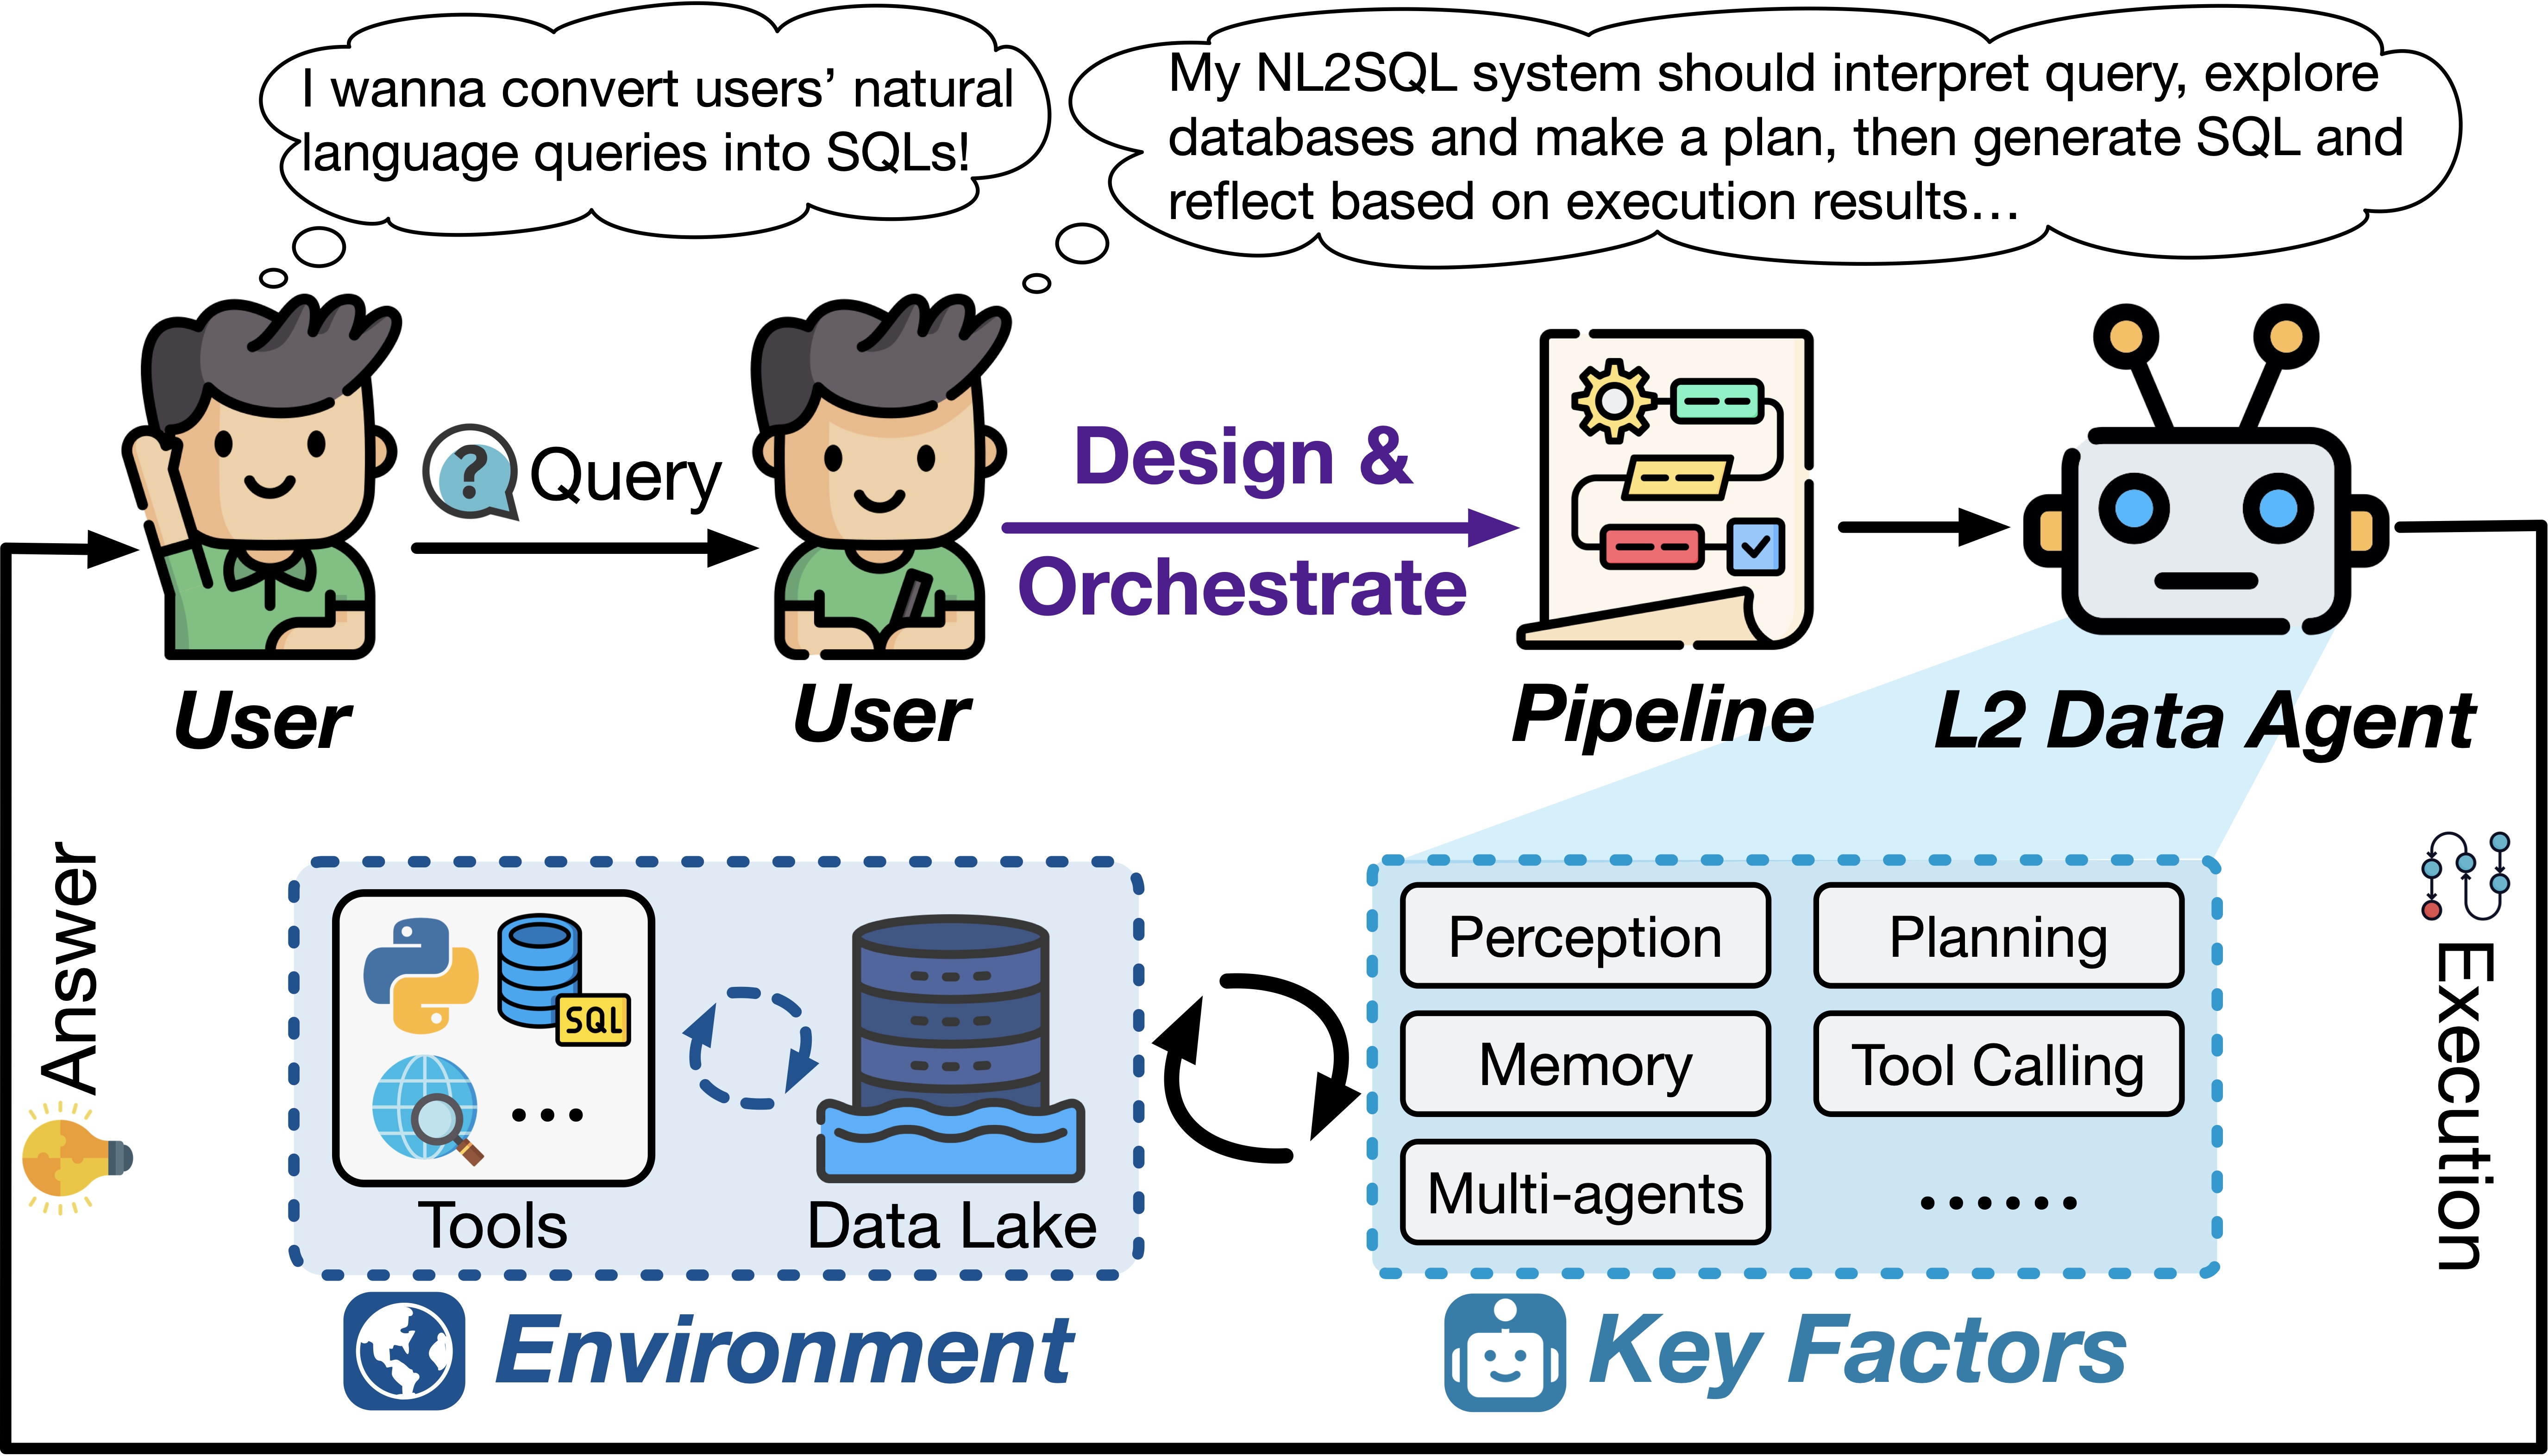 I wanna convert users’ natural
language queries into SQLs!
My NL2SQL system should interpret query, explore
databases and make a plan, then generate SQL and
reflect based on execution results…
Query
Design &
Orchestrate
User
User
Pipeline
L2 Data Agent
Answer
SQL
...
Tools
Data Lake
Environment
Perception
Planning
Memory
Tool Calling
Multi-agents
......
Key Factors
Execution